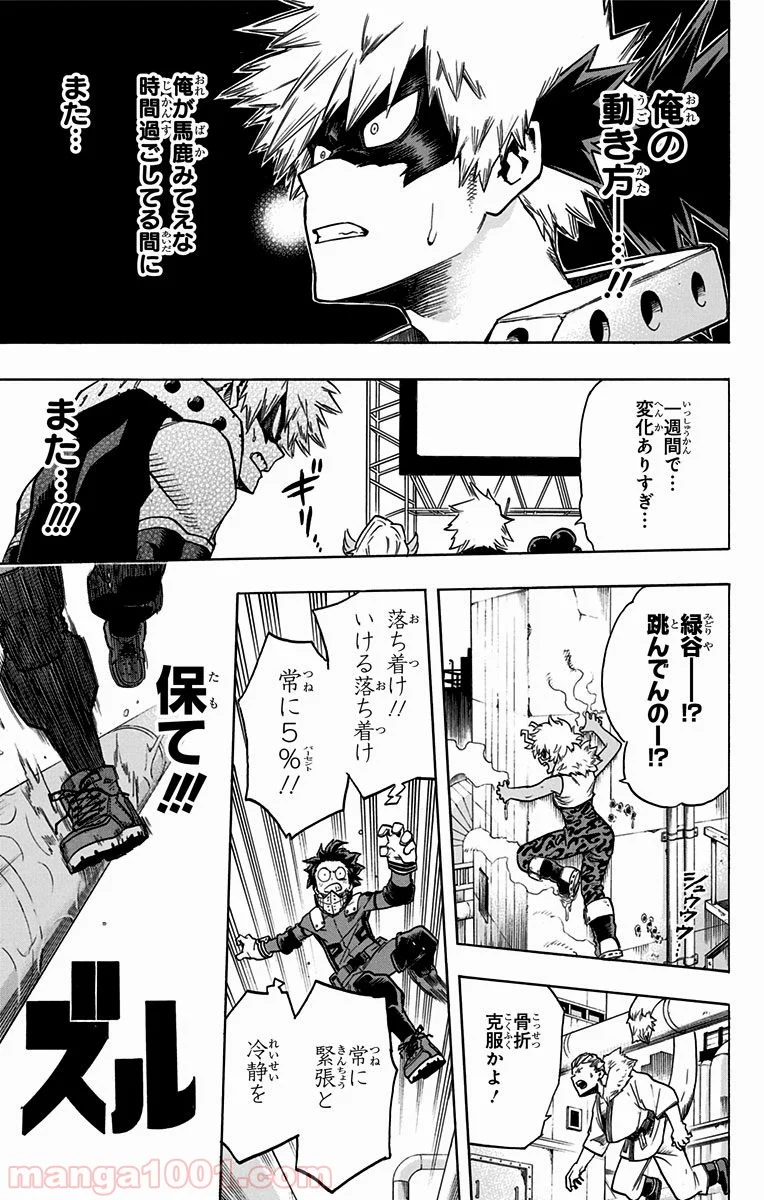 俺の
動き方ー…!!
俺が馬鹿みてえな
時間過ごしてる間に
また…
一週間で…
変化ありすぎ…
また…!!!
緑谷ー!?
跳んでんのー!?
シュウゥゥ…
骨折
克服かよ!
落ち着け!!
いける落ち着け
常に5%!!
常に
緊張と
冷静を
保て!!!
ズル
manga1001.com